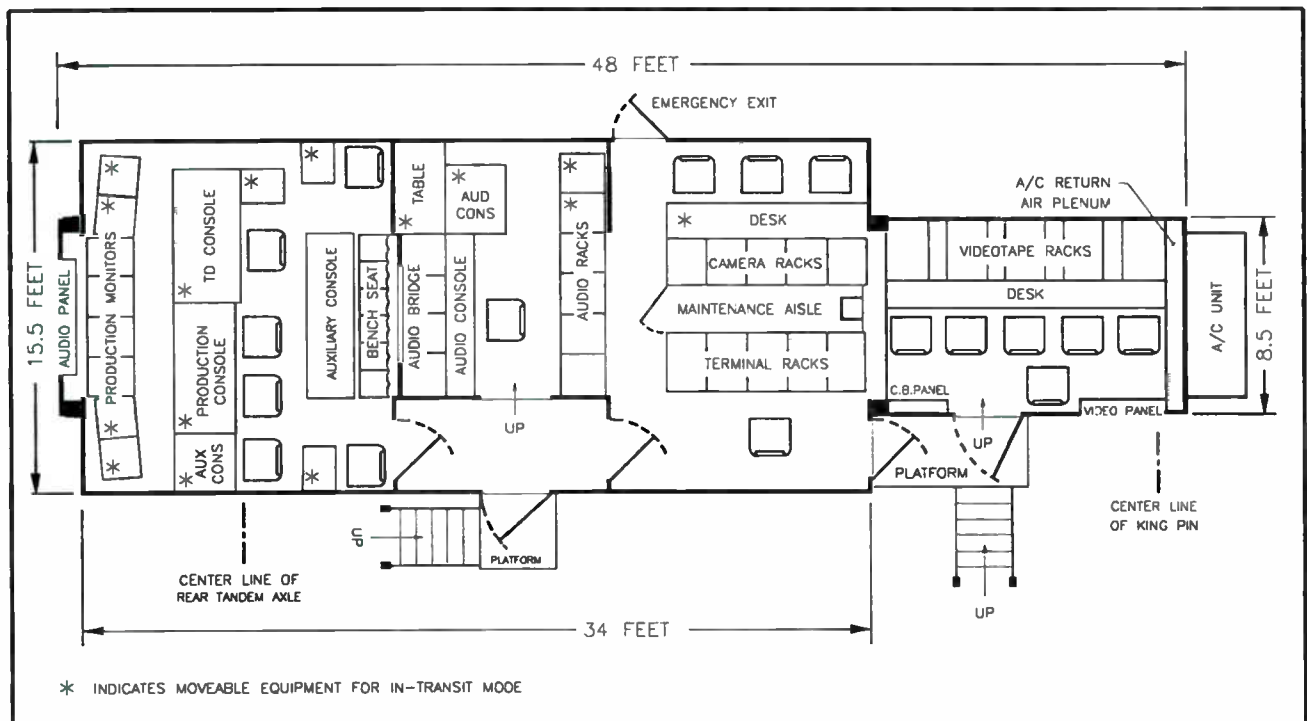 48 FEET
EMERGENCY EXIT
A/C RETURN
AIR PLENUM
15.5 FEET
8.5 FEET
AUDIO PANEL
*
*
PRODUCTION MONITORS
*
*
*
TD CONSOLE
*
PRODUCTION
CONSOLE
*
AUX
CONS
*
*
AUXILIARY CONSOLE
BENCH SEAT
*
TABLE
*
*
AUD
CONS
AUDIO BRIDGE
AUDIO CONSOLE
*
*
AUDIO RACKS
UP
*
DESK
CAMERA RACKS
MAINTENANCE AISLE
TERMINAL RACKS
VIDEOTAPE RACKS
DESK
A/C UNIT
C.B.PANEL
UP
VIDEO PANEL
PLATFORM
UP
PLATFORM
CENTER LINE OF
REAR TANDEM AXLE
CENTER LINE
OF KING PIN
UP
34 FEET
* INDICATES MOVEABLE EQUIPMENT FOR IN-TRANSIT MODE